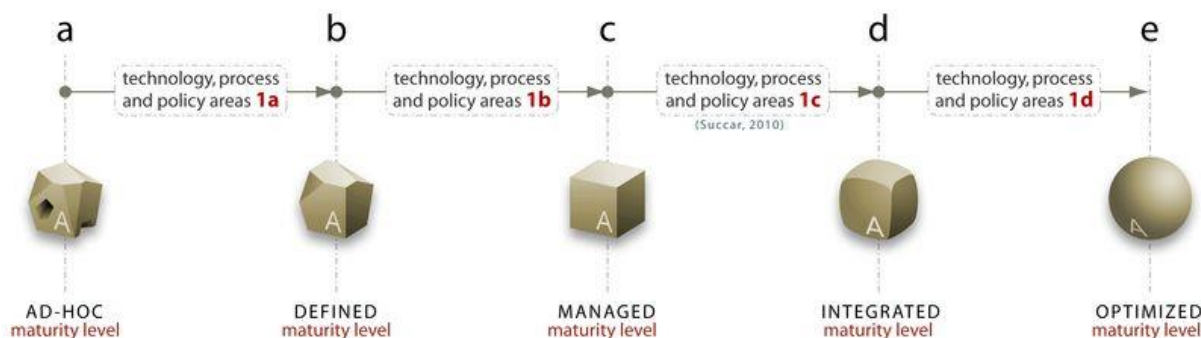 a
b
c
d
e
technology, process
and policy areas 1a
technology, process
and policy areas 1b
technology, process
and policy areas 1c
(Succar, 2010)
technology, process
and policy areas 1d
A
A
A
A
A
AD-HOC
maturity level
DEFINED
maturity level
MANAGED
maturity level
INTEGRATED
maturity level
OPTIMIZED
maturity level